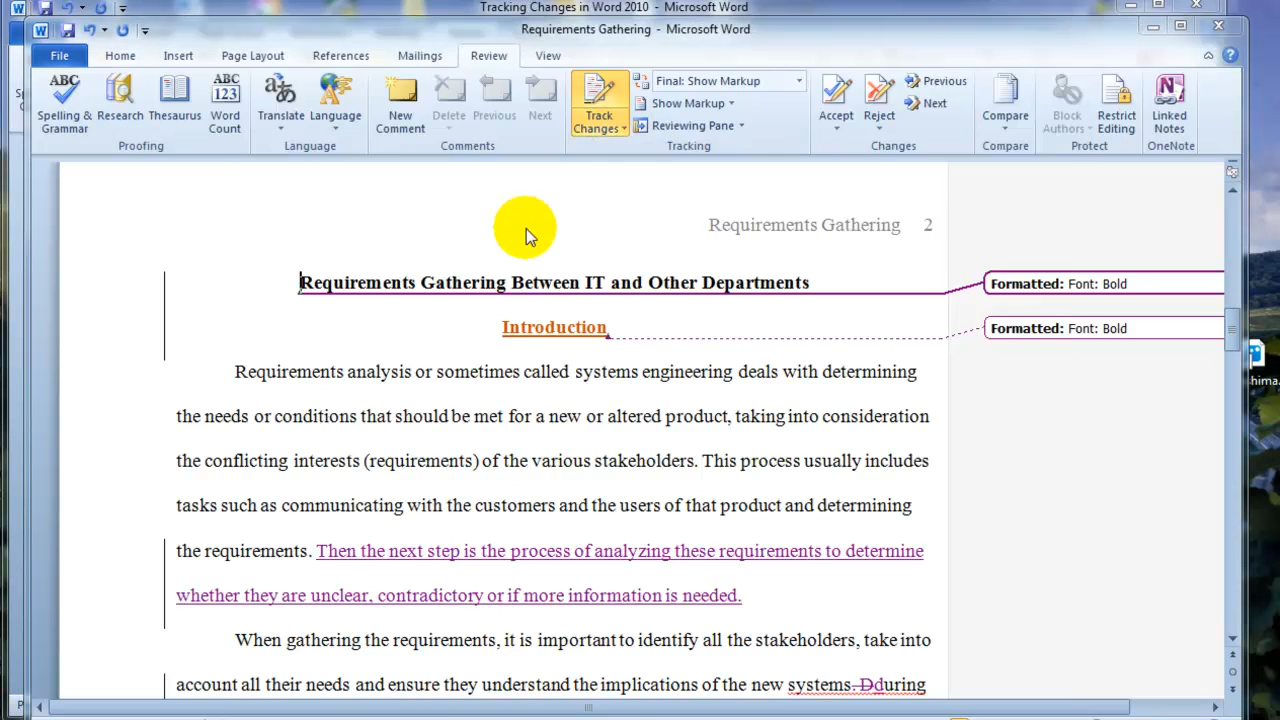 Tracking Changes in Word 2010 - Microsoft Word
Requirements Gathering - Microsoft Word
File Home Insert Page Layout References Mailings Review View
ABC Spelling & Grammar Research Thesaurus ABC 123 Word Count
Proofing
Translate Language
Language
New Comment Delete Previous Next
Comments
Track Changes
Final: Show Markup
Show Markup
Reviewing Pane
Tracking
Accept Reject Previous
Next
Changes
Compare
Compare
Block Authors Restrict Editing
Protect
Linked Notes
OneNote
Requirements Gathering 2
Requirements Gathering Between IT and Other Departments
Formatted: Font: Bold
Introduction
Formatted: Font: Bold
Requirements analysis or sometimes called systems engineering deals with determining
the needs or conditions that should be met for a new or altered product, taking into consideration
the conflicting interests (requirements) of the various stakeholders. This process usually includes
tasks such as communicating with the customers and the users of that product and determining
the requirements. Then the next step is the process of analyzing these requirements to determine
whether they are unclear, contradictory or if more information is needed.
When gathering the requirements, it is important to identify all the stakeholders, take into
account all their needs and ensure they understand the implications of the new systems. Dduring